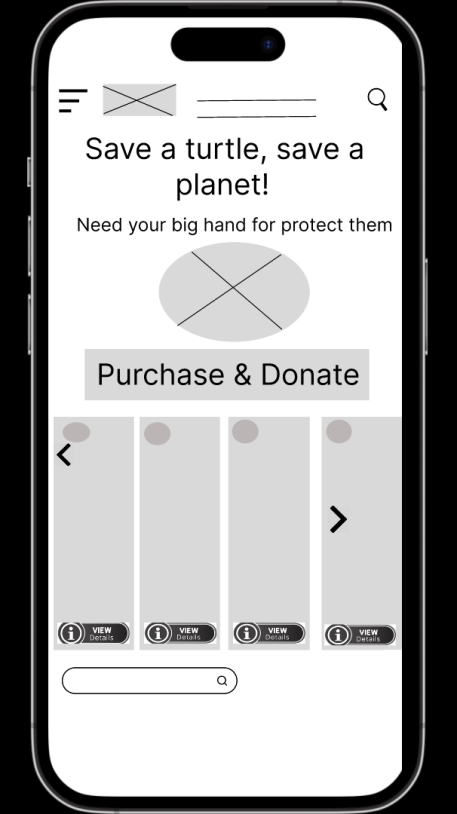 Save a turtle, save a
planet!
Need your big hand for protect them
Purchase & Donate
i VIEW
Details
i VIEW
Details
i VIEW
Details
i VIEW
Details